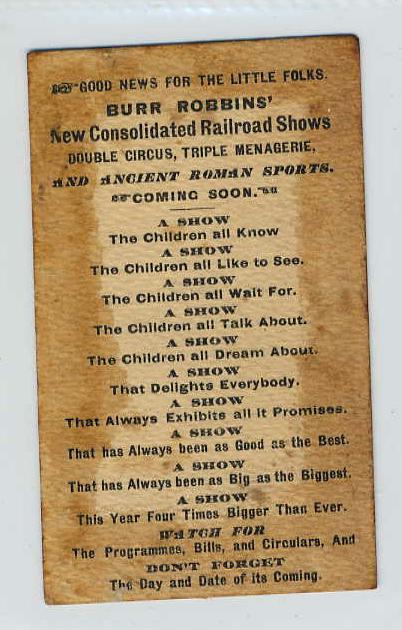 GOOD NEWS FOR THE LITTLE FOLKS.
BURR ROBBINS'
New Consolidated Railroad Shows
DOUBLE CIRCUS, TRIPLE MENAGERIE,
AND ANCIENT ROMAN SPORTS.
COMING SOON.
A SHOW
The Children all Know
A SHOW
The Children all Like to See.
A SHOW
The Children all Wait For.
A SHOW
The Children all Talk About.
A SHOW
The Children all Dream About.
A SHOW
That Delights Everybody.
A SHOW
That Always Exhibits all It Promises.
A SHOW
That has Always been as Good as the Best.
A SHOW
That has Always been as Big as the Biggest.
A SHOW
This Year Four Times Bigger Than Ever.
WATCH FOR
The Programmes, Bills, and Circulars, And
DON'T FORGET
The Day and Date of its Coming.